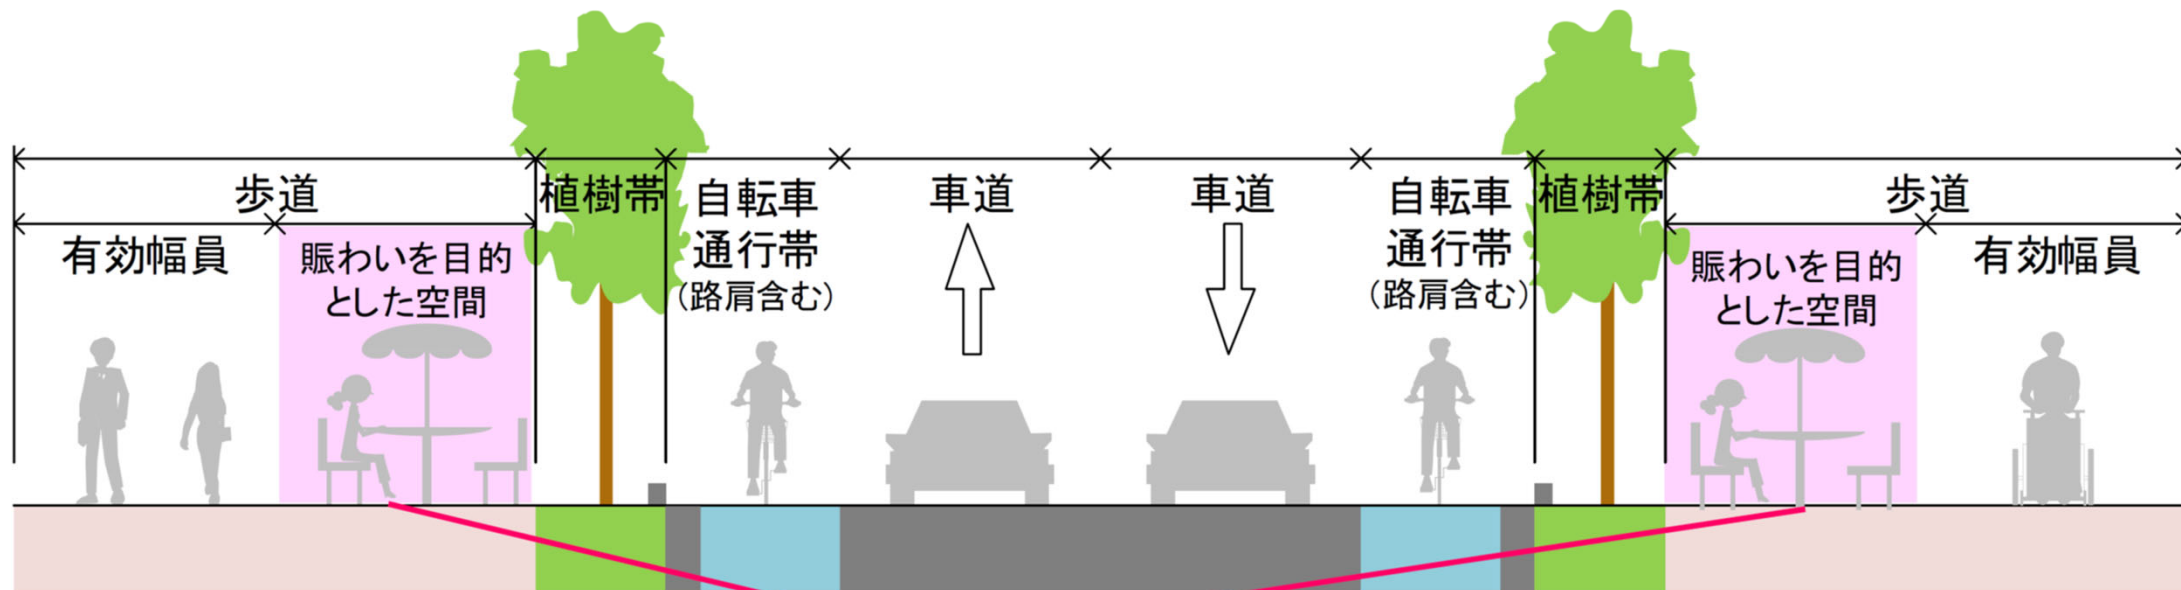 歩道
有効幅員
賑わいを目的
とした空間
植樹帯
自転車
通行帯
(路肩含む)
車道
車道
自転車
通行帯
(路肩含む)
植樹帯
歩道
賑わいを目的
とした空間
有効幅員